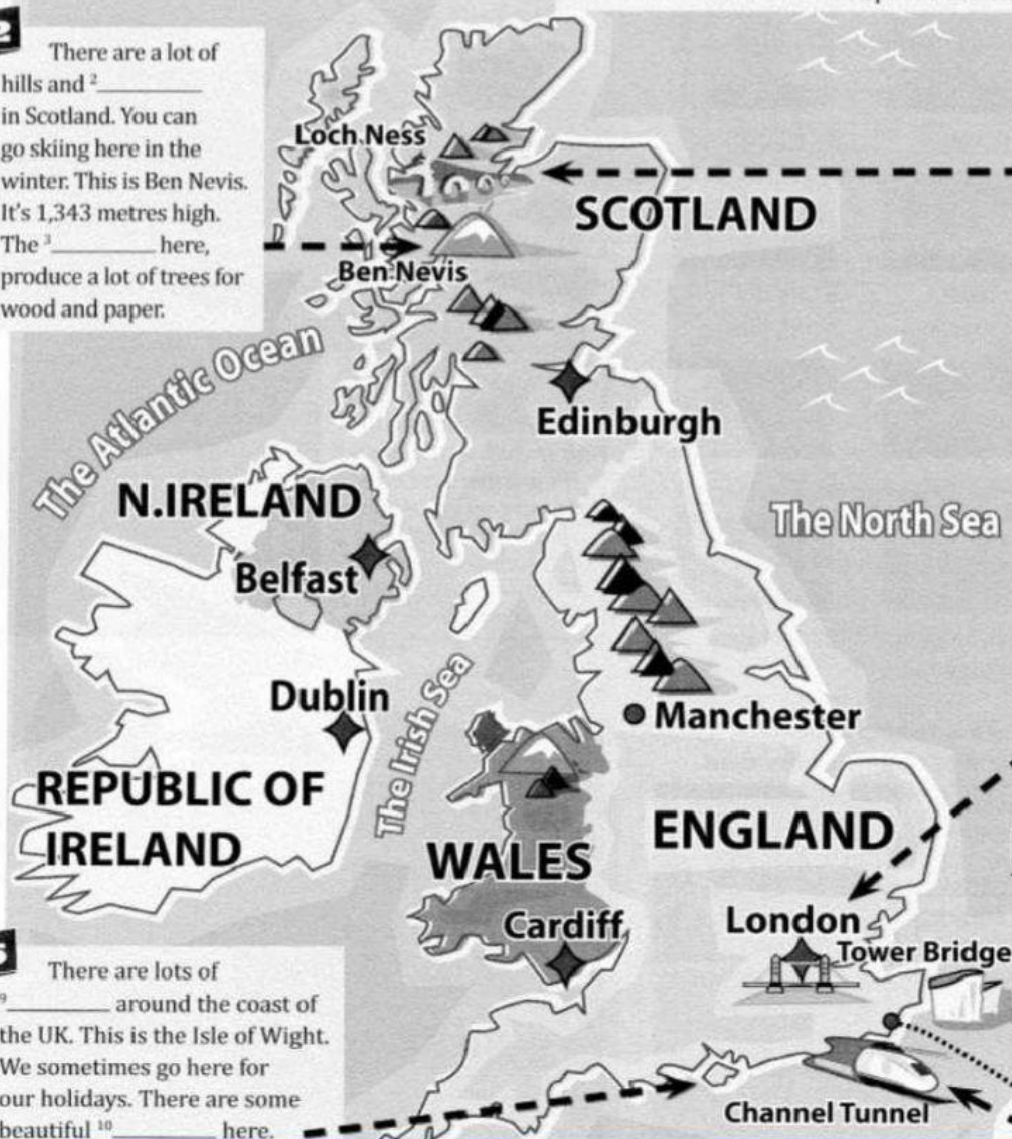 2
There are a lot of
hills and ²__________
in Scotland. You can
go skiing here in the
winter. This is Ben Nevis.
It's 1,343 metres high.
The ³__________ here,
produce a lot of trees for
wood and paper.
Loch Ness
SCOTLAND
Ben Nevis
The Atlantic Ocean
Edinburgh
N.IRELAND
The North Sea
Belfast
Dublin
The Irish Sea
Manchester
REPUBLIC OF
IRELAND
ENGLAND
WALES
Cardiff
London
Tower Bridge
There are lots of
⁹__________ around the coast of
the UK. This is the Isle of Wight.
We sometimes go here for
our holidays. There are some
beautiful ¹⁰__________ here.
Channel Tunnel